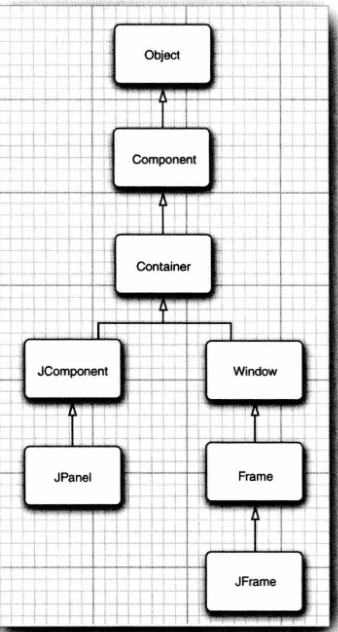 Object
Component
Container
JComponent
Window
JPanel
Frame
JFrame